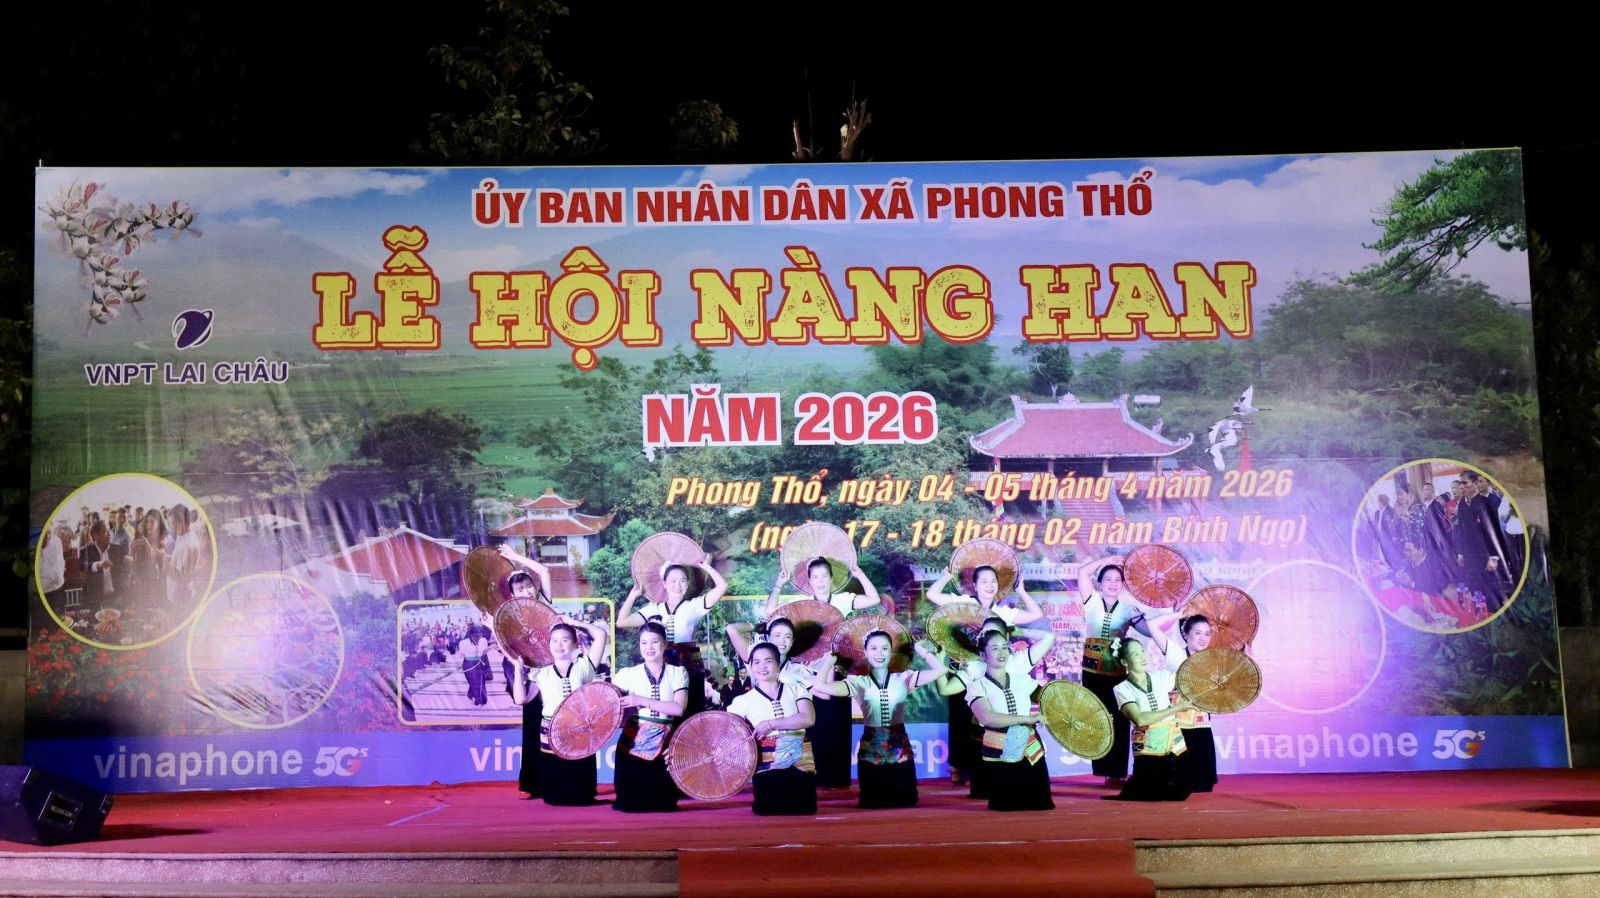 ỦY BAN NHÂN DÂN XÃ PHONG THỔ
LỄ HỘI NÀNG HAN
VNPT LAI CHÂU
NĂM 2026
Phong Thổ, ngày 04 - 05 tháng 4 năm 2026
17 - 18 tháng 02 năm Bính Ngọ)
vinaphone 5G
vinaphone 5G